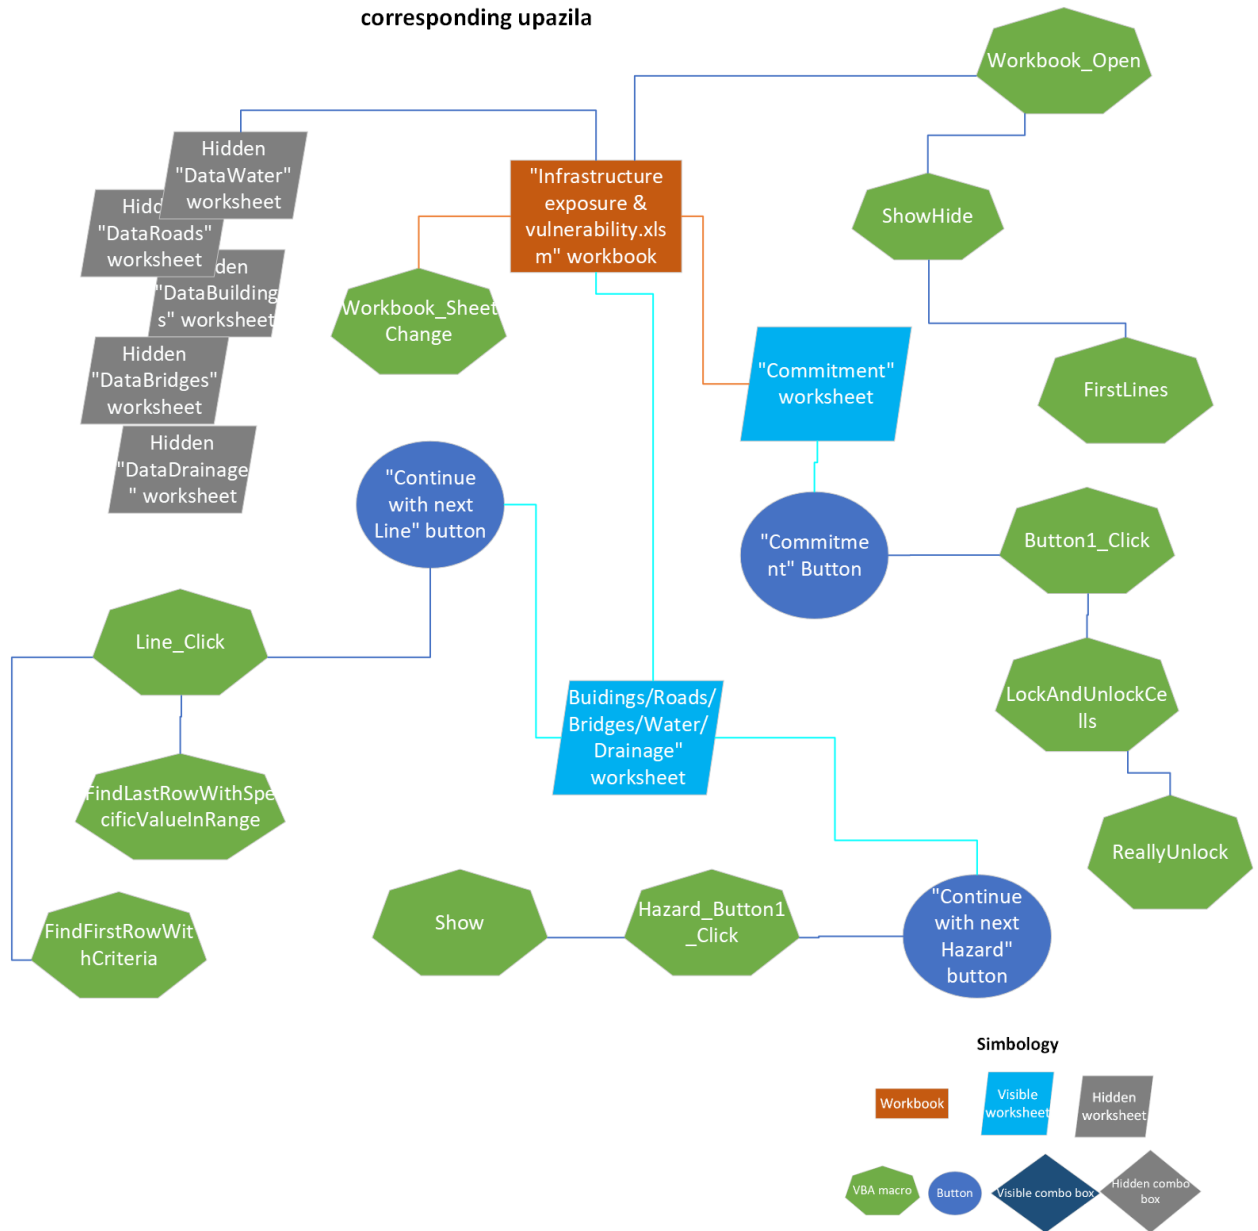 corresponding upazila
Workbook_Open
Hidden
"DataWater"
worksheet
"Infrastructure
exposure &
vulnerability.xls
m" workbook
ShowHide
"DataRoads"
worksheet
"DataBuilding
s" worksheet
Workbook_Sheet
Change
Hidden
"DataBridges"
worksheet
"Commitment"
worksheet
FirstLines
Hidden
"DataDrainage
" worksheet
"Continue
with next
Line" button
"Commitme
nt" Button
Button1_Click
Line_Click
LockAndUnlockCe
lls
Buidings/Roads/
Bridges/Water/
Drainage"
worksheet
FindLastRowWithSpe
cificValueInRange
ReallyUnlock
Show
Hazard_Button1
_Click
"Continue
with next
Hazard"
button
FindFirstRowWit
hCriteria
Simbology
Workbook
Visible
worksheet
Hidden
worksheet
VBA macro
Button
Visible combo box
Hidden combo
box